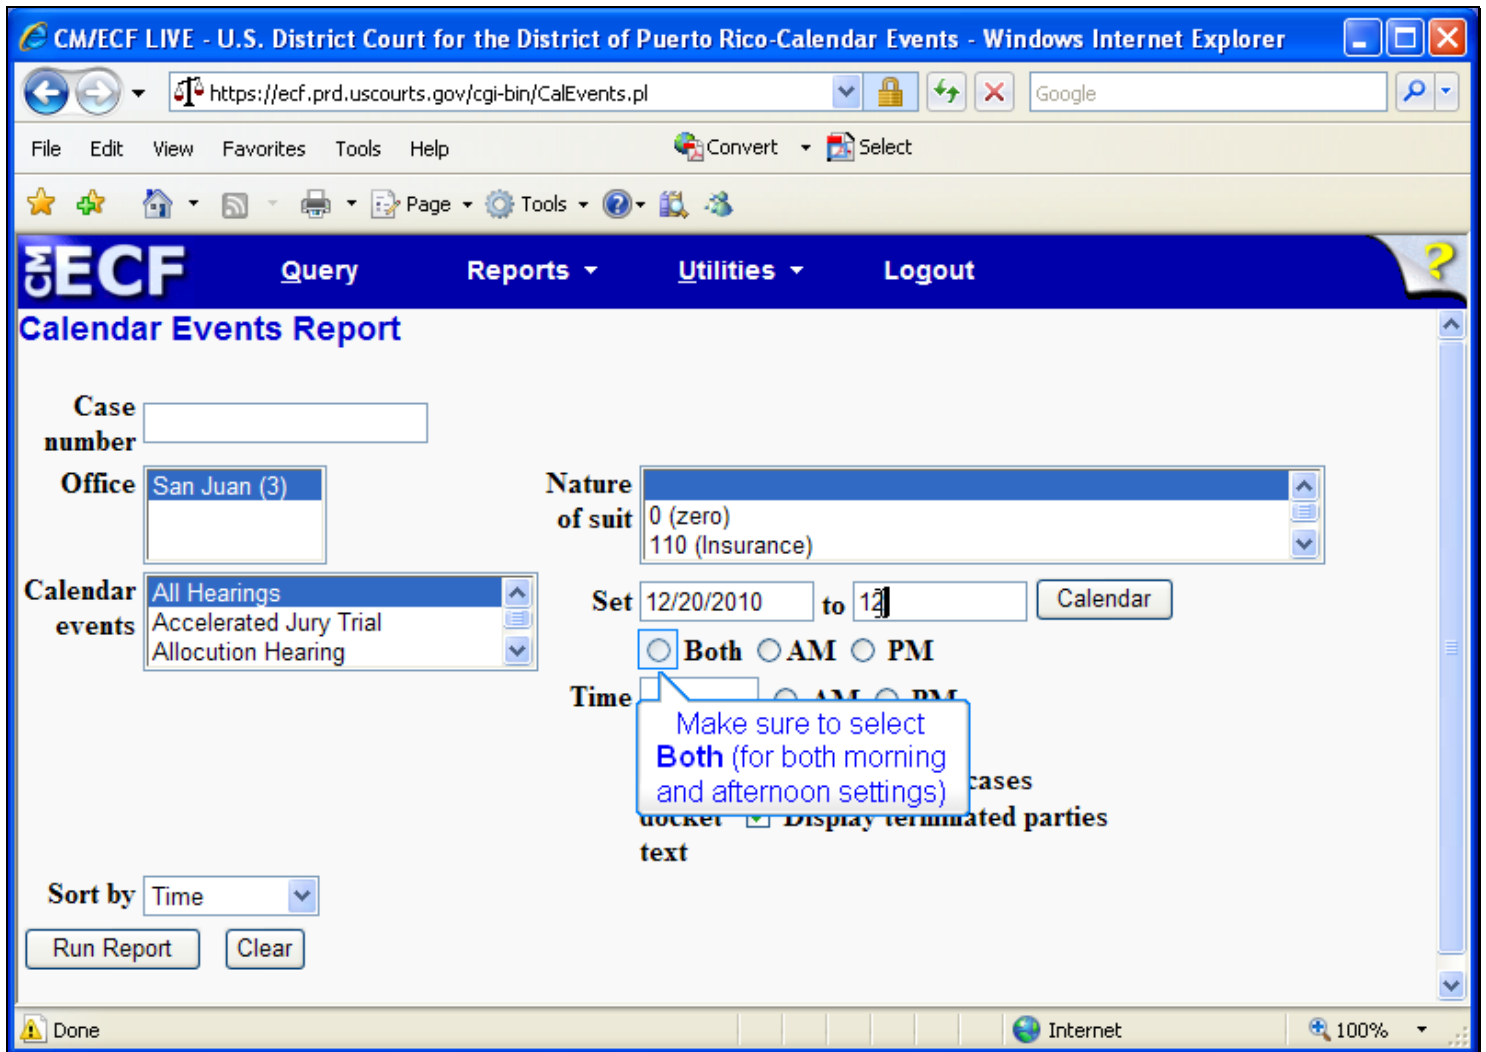 CM/ECF LIVE - U.S. District Court for the District of Puerto Rico-Calendar Events - Windows Internet Explorer
https://ecf.prd.uscourts.gov/cgi-bin/CalEvents.pl
Google
File Edit View Favorites Tools Help Convert Select
Page Tools
CM ECF Query Reports Utilities Logout ?
Calendar Events Report
Case
number
Office San Juan (3)
Nature
of suit
0 (zero)
110 (Insurance)
Calendar
events
All Hearings
Accelerated Jury Trial
Allocution Hearing
Set 12/20/2010 to 12 Calendar
Both AM PM
Time AM PM
Make sure to select
Both (for both morning
and afternoon settings)
cases
docket Display terminated parties
text
Sort by Time
Run Report Clear
Done Internet 100%